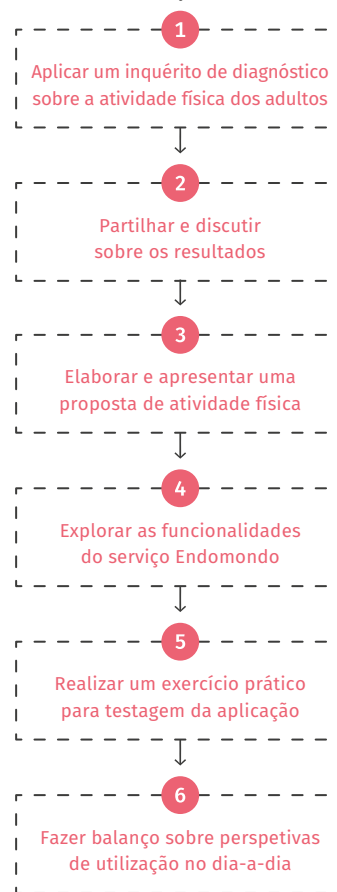 1
Aplicar um inquérito de diagnóstico
sobre a atividade física dos adultos
2
Partilhar e discutir
sobre os resultados
3
Elaborar e apresentar uma
proposta de atividade física
4
Explorar as funcionalidades
do serviço Endomondo
5
Realizar um exercício prático
para testagem da aplicação
6
Fazer balanço sobre perspetivas
de utilização no dia-a-dia